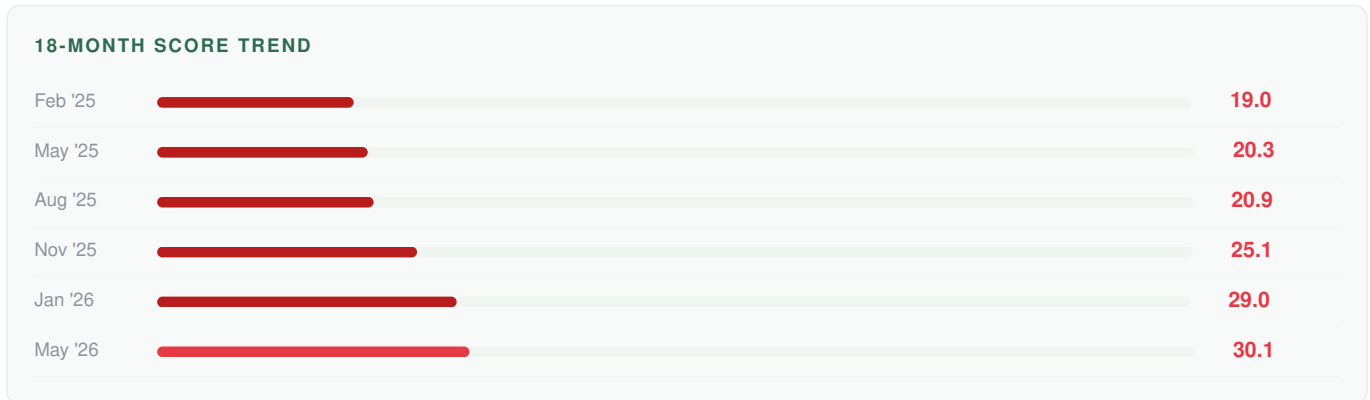 18-MONTH SCORE TREND
Feb '25 19.0
May '25 20.3
Aug '25 20.9
Nov '25 25.1
Jan '26 29.0
May '26 30.1